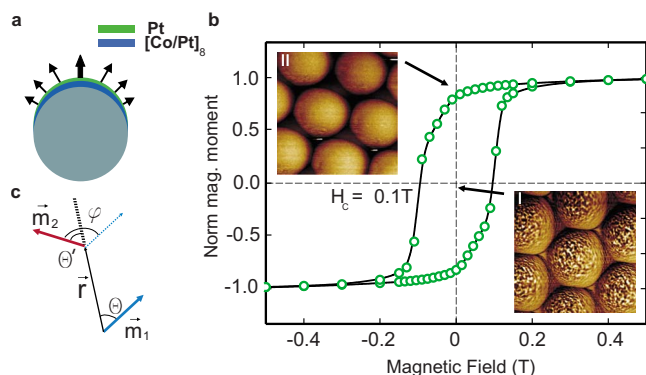 a
Pt
[Co/Pt]8
c
m2
φ
Θ'
r
Θ
m1
b
Norm mag. moment
1.0
0.5
0.0
-0.5
-1.0
II
H_C = 0.1T
I
-0.4 -0.2 0 0.2 0.4
Magnetic Field (T)